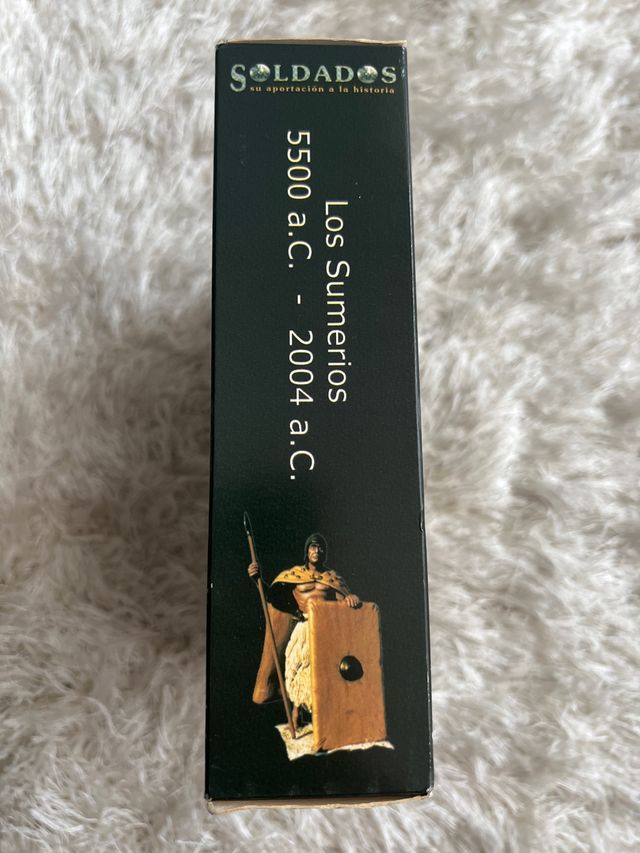 SOLDADOS
su aportación a la historia
Los Sumerios
5500 a.C. - 2004 a.C.